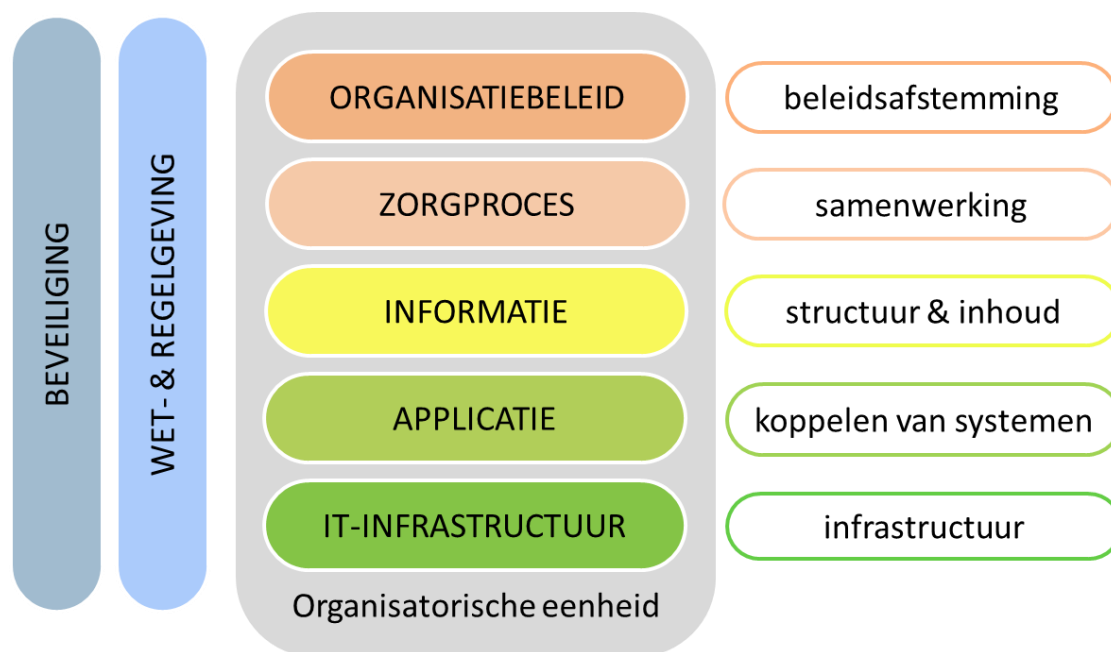 BEVEILIGING
WET- & REGELGEVING
ORGANISATIEBELEID
beleidsafstemming
ZORGPROCES
samenwerking
INFORMATIE
structuur & inhoud
APPLICATIE
koppelen van systemen
IT-INFRASTRUCTUUR
infrastructuur
Organisatorische eenheid